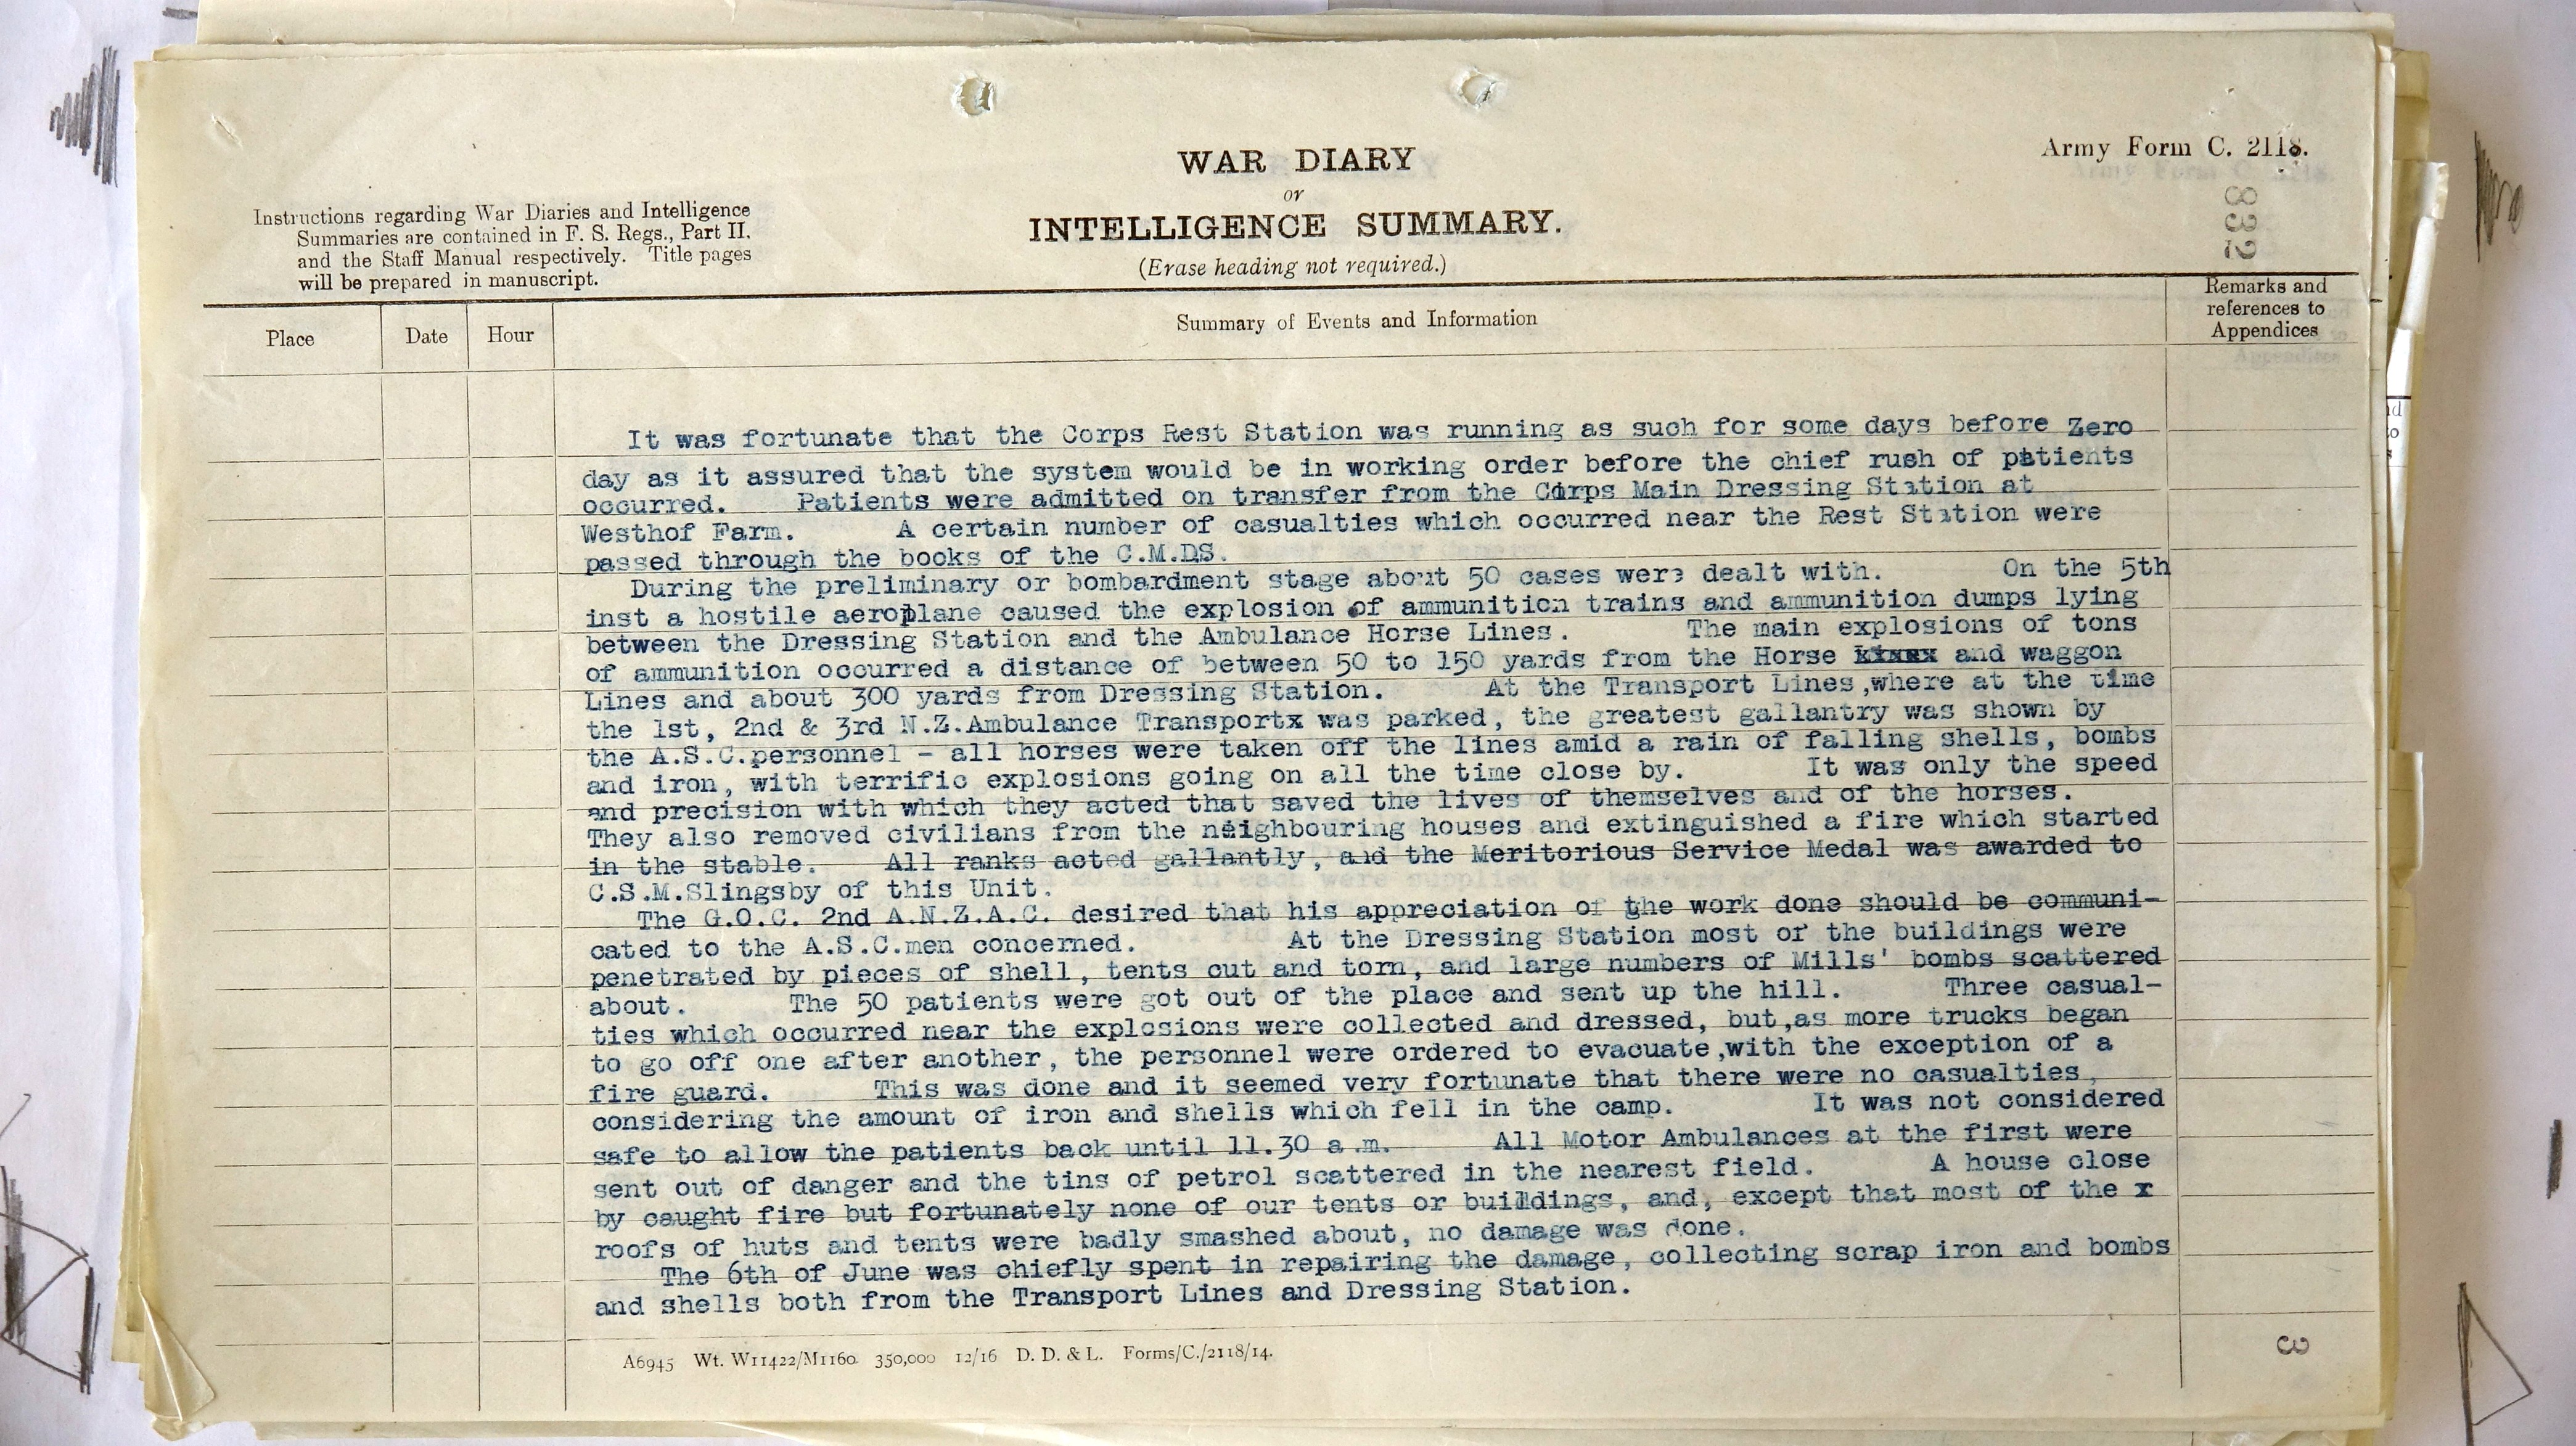 Army Form C. 2118.
832
WAR DIARY
or
INTELLIGENCE SUMMARY.
(Erase heading not required.)
Instructions regarding War Diaries and Intelligence
Summaries are contained in F. S. Regs., Part II.
and the Staff Manual respectively. Title pages
will be prepared in manuscript.
Place
Date
Hour
Summary of Events and Information
Remarks and
references to
Appendices
It was fortunate that the Corps Rest Station was running as such for some days before Zero
day as it assured that the system would be in working order before the chief rush of patients
occurred. Patients were admitted on transfer from the Corps Main Dressing Station at
Westhof Farm. A certain number of casualties which occurred near the Rest Station were
passed through the books of the C.M.DS.
During the preliminary or bombardment stage about 50 cases were dealt with. On the 5th
inst a hostile aeroplane caused the explosion of ammunition trains and ammunition dumps lying
between the Dressing Station and the Ambulance Horse Lines. The main explosions of tons
of ammunition occurred a distance of between 50 to 150 yards from the Horse and waggon
Lines and about 300 yards from Dressing Station. At the Transport Lines,where at the time
the 1st, 2nd & 3rd N.Z.Ambulance Transportx was parked, the greatest gallantry was shown by
the A.S.C.personnel - all horses were taken off the lines amid a rain of falling shells, bombs
and iron, with terrific explosions going on all the time close by. It was only the speed
and precision with which they acted that saved the lives of themselves and of the horses.
They also removed civilians from the neighbouring houses and extinguished a fire which started
in the stable. All ranks acted gallantly, and the Meritorious Service Medal was awarded to
C.S.M.Slingsby of this Unit.
The G.O.C. 2nd A.N.Z.A.C. desired that his appreciation of the work done should be communi-
cated to the A.S.C.men concerned. At the Dressing Station most of the buildings were
penetrated by pieces of shell, tents cut and torn, and large numbers of Mills' bombs scattered
about. The 50 patients were got out of the place and sent up the hill. Three casual-
ties which occurred near the explosions were collected and dressed, but,as more trucks began
to go off one after another, the personnel were ordered to evacuate,with the exception of a
fire guard. This was done and it seemed very fortunate that there were no casualties,
considering the amount of iron and shells which fell in the camp. It was not considered
safe to allow the patients back until 11.30 a.m. All Motor Ambulances at the first were
sent out of danger and the tins of petrol scattered in the nearest field. A house close
by caught fire but fortunately none of our tents or buildings, and, except that most of the x
roofs of huts and tents were badly smashed about, no damage was done.
The 6th of June was chiefly spent in repairing the damage, collecting scrap iron and bombs
and shells both from the Transport Lines and Dressing Station.
A6945 Wt. W11422/M1160 350,000 12/16 D. D. & L. Forms/C./2118/14.
3